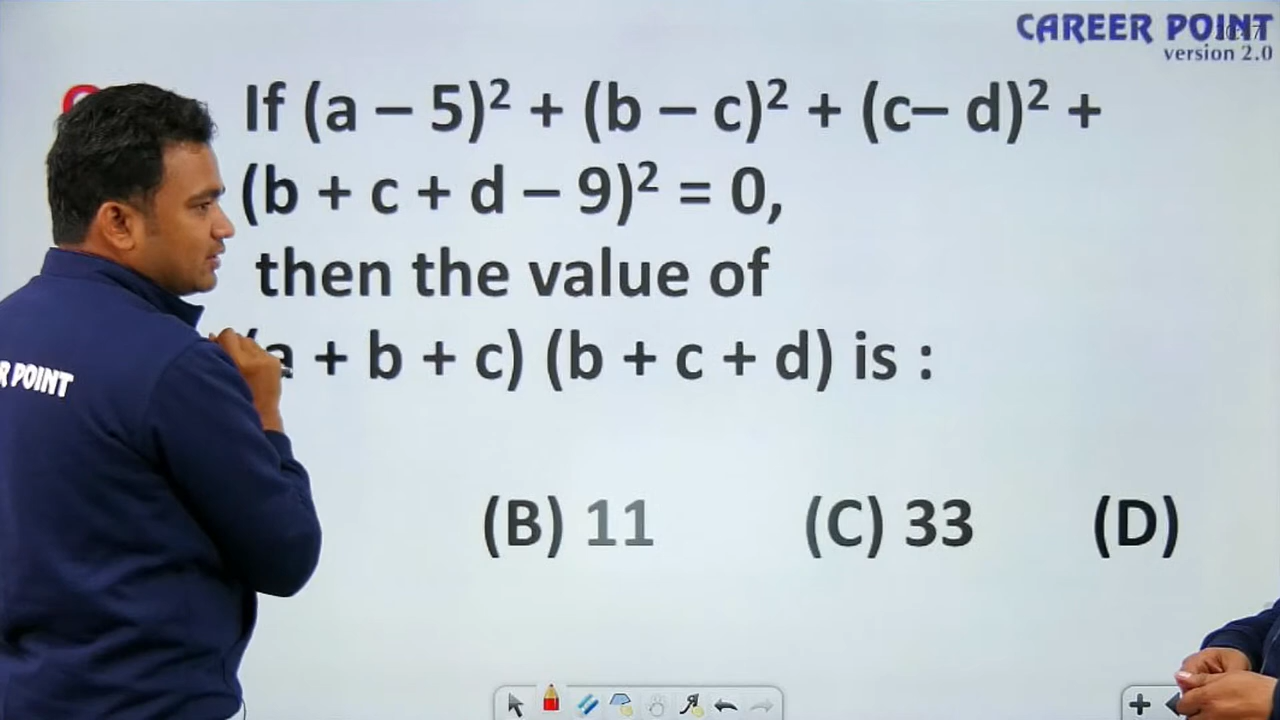 CAREER POINT
version 2.0
If (a – 5)² + (b – c)² + (c– d)² +
(b + c + d – 9)² = 0,
then the value of
(a + b + c) (b + c + d) is :
R POINT
(B) 11 (C) 33 (D)